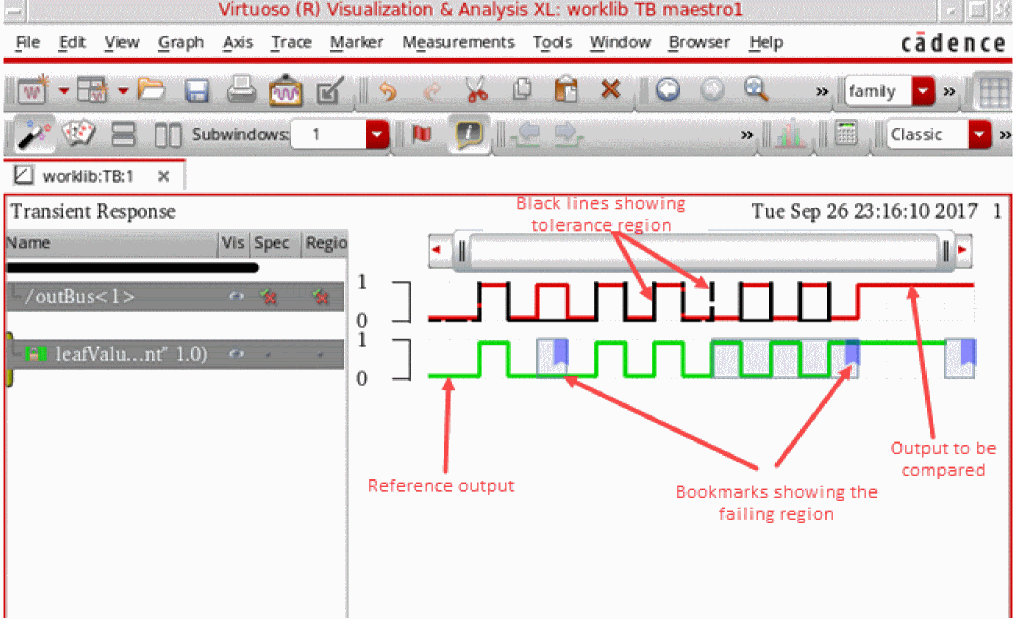 Virtuoso (R) Visualization & Analysis XL: worklib TB maestro1
File Edit View Graph Axis Trace Marker Measurements Tools Window Browser Help
cādence
» family »
Subwindows: 1 » Classic »
worklib:TB:1
Transient Response
Tue Sep 26 23:16:10 2017 1
Black lines showing
tolerance region
Name Vis Spec Regio
/outBus<1>
1
0
leafValu...nt" 1.0)
1
0
Reference output
Output to be
compared
Bookmarks showing the
failing region